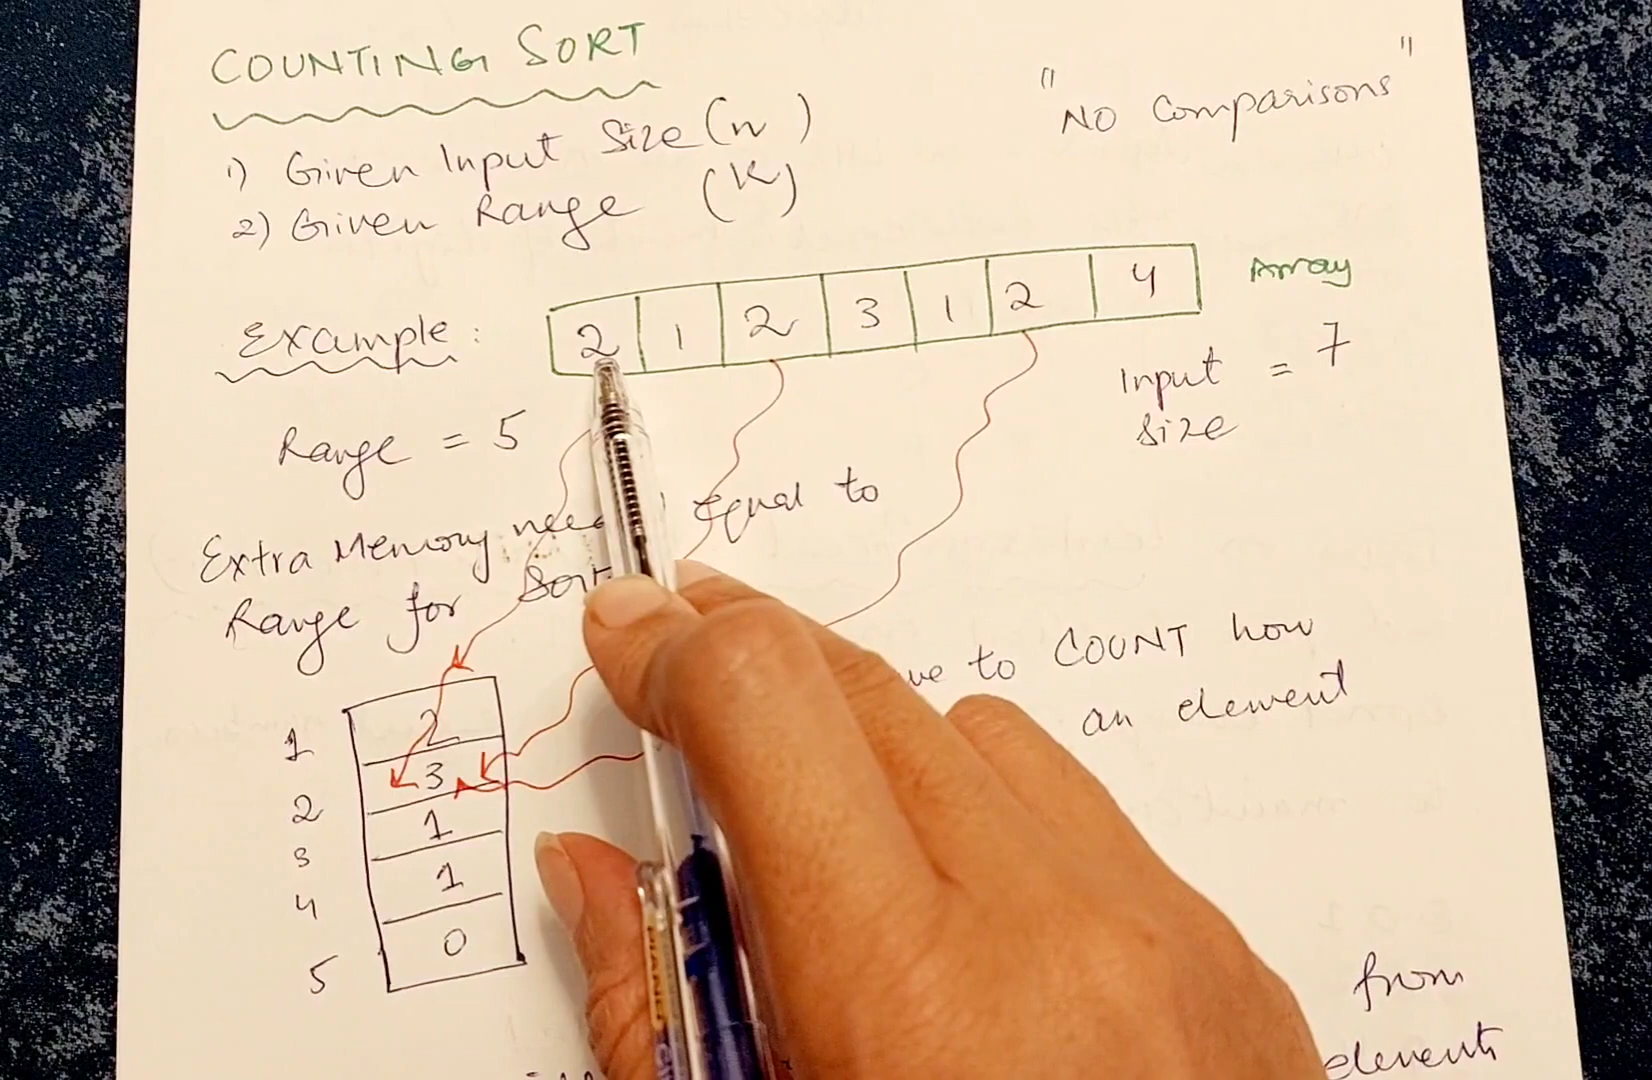 COUNTING SORT
"NO Comparisons"
1) Given Input Size (n)
2) Given Range (K)
Example:
2 1 2 3 1 2 4
Array
Range = 5
Input Size = 7
Extra Memory equal to
Range for Sort
to COUNT how
an element
1 2
2 3
3 1
4 1
5 0
from
elements